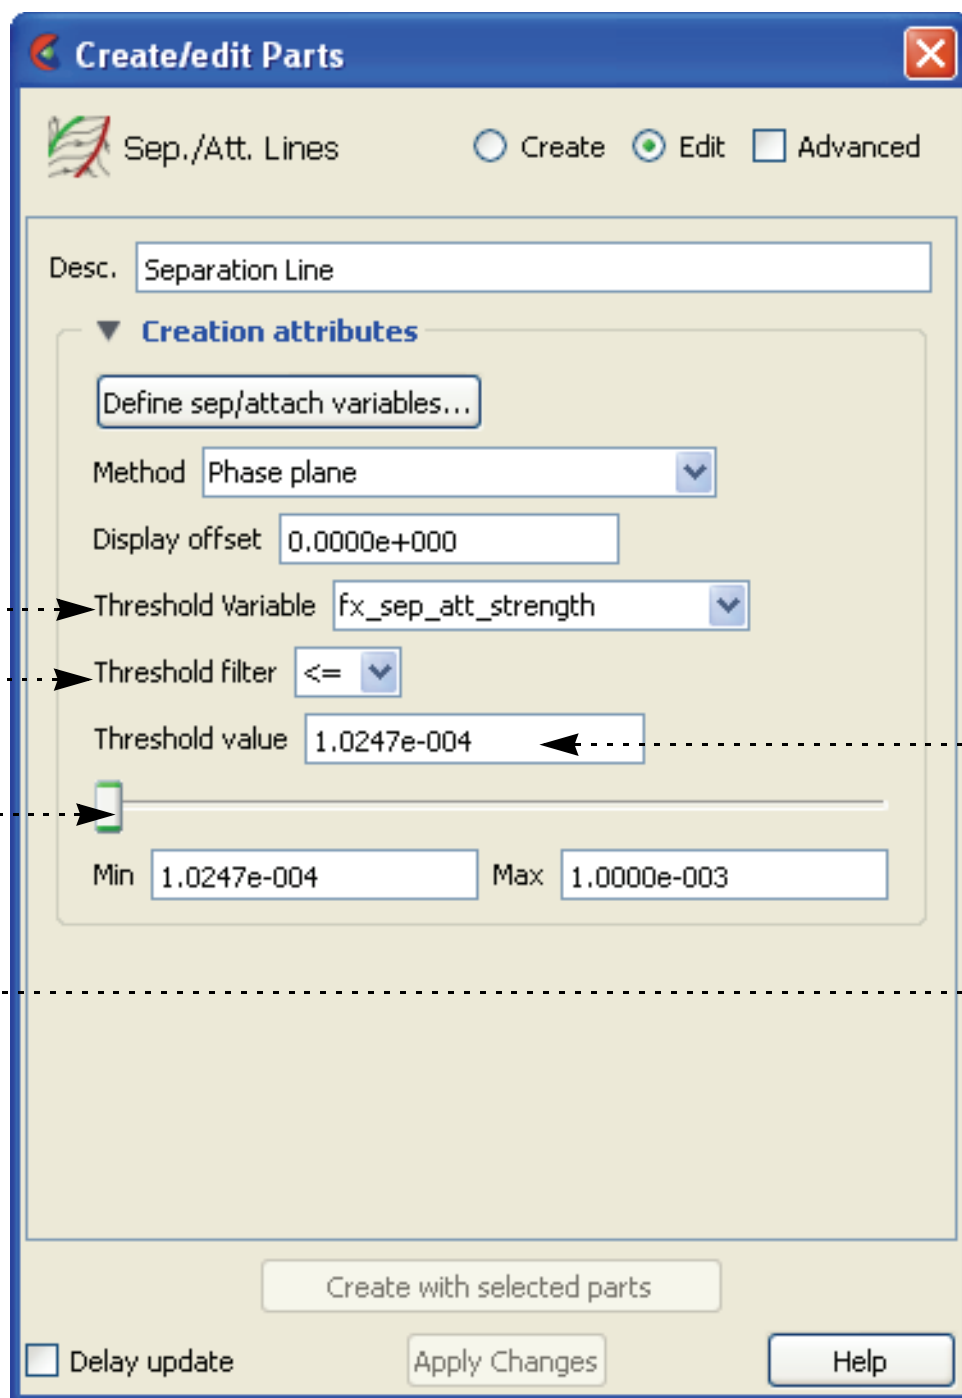 Create/edit Parts
Sep./Att. Lines Create Edit Advanced
Desc. Separation Line
Creation attributes
Define sep/attach variables...
Method Phase plane
Display offset 0.0000e+000
Threshold Variable fx_sep_att_strength
Threshold filter <=
Threshold value 1.0247e-004
Min 1.0247e-004 Max 1.0000e-003
Create with selected parts
Delay update Apply Changes Help